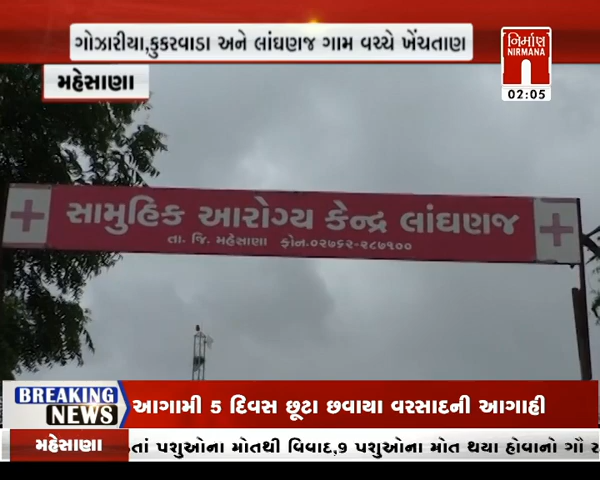 ગોઝારીયા,કુકરવાડા અને લાંઘણજ ગામ વચ્ચે ખેંચતાણ
મહેસાણા
નિર્માણ
NIRMANA
02:05
સામુહિક આરોગ્ય કેન્દ્ર લાંઘણજ
તા. જિ. મહેસાણા ફોન.૦૨૭૬૨-૨૮૭૧૦૦
BREAKING NEWS
આગામી 5 દિવસ છૂટા છવાયા વરસાદની આગાહી
મહેસાણા
પશુઓના મોતથી વિવાદ,9 પશુઓના મોત થયા હોવાનો ગૌ